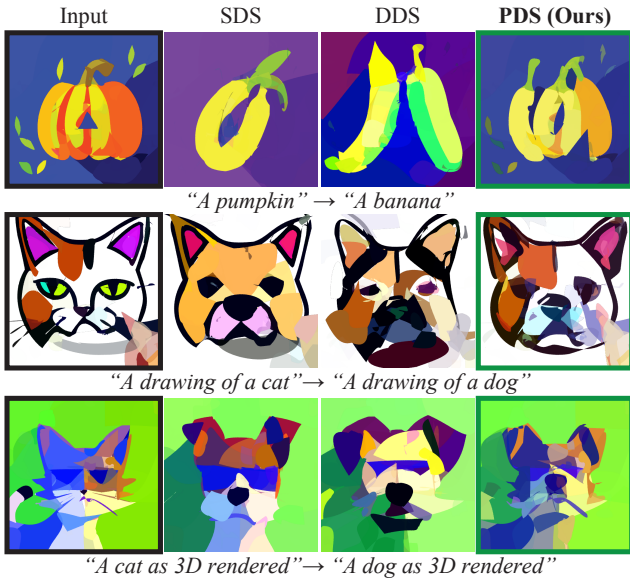 Input SDS DDS PDS (Ours)
“A pumpkin” → “A banana”
“A drawing of a cat”→ “A drawing of a dog”
“A cat as 3D rendered”→ “A dog as 3D rendered”